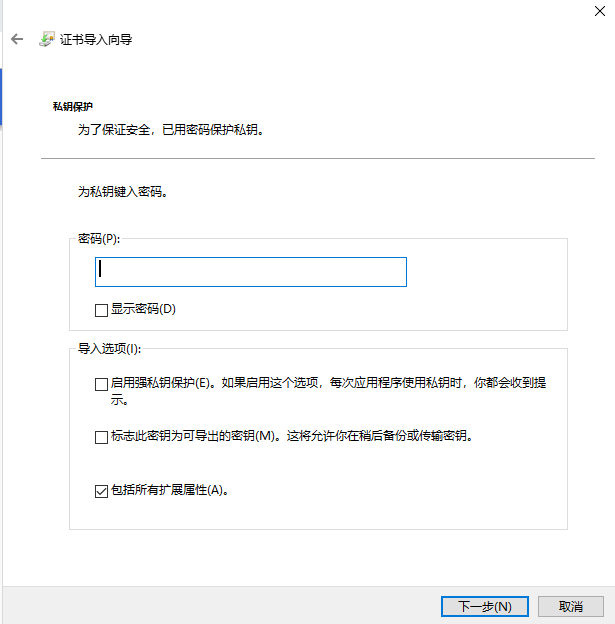 证书导入向导
私钥保护
为了保证安全，已用密码保护私钥。
为私钥键入密码。
密码(P):
显示密码(D)
导入选项(I):
启用强私钥保护(E)。如果启用这个选项，每次应用程序使用私钥时，你都会收到提
示。
标志此密钥为可导出的密钥(M)。这将允许你在稍后备份或传输密钥。
包括所有扩展属性(A)。
下一步(N)
取消